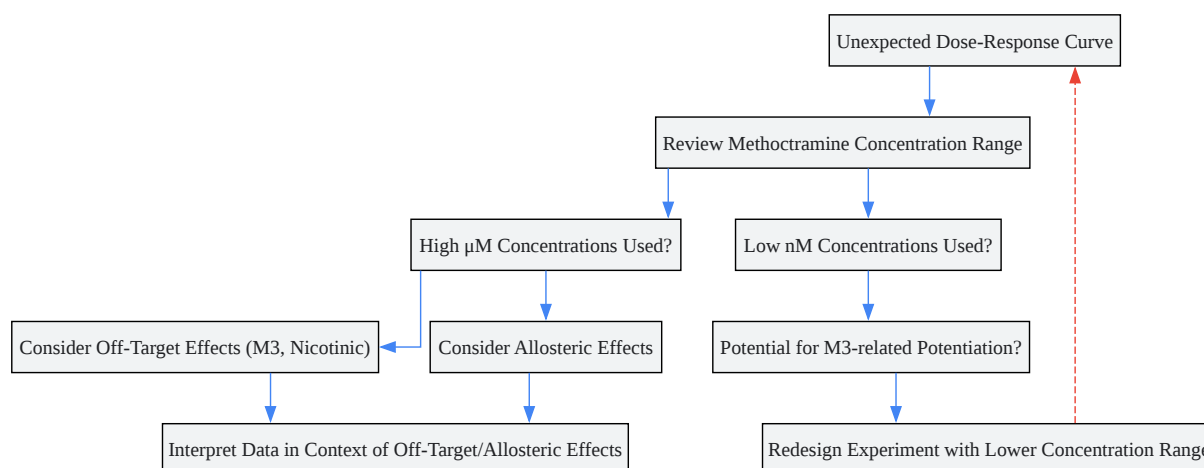 Unexpected Dose-Response Curve
Review Methoctramine Concentration Range
High μM Concentrations Used?
Low nM Concentrations Used?
Consider Off-Target Effects (M3, Nicotinic)
Consider Allosteric Effects
Potential for M3-related Potentiation?
Interpret Data in Context of Off-Target/Allosteric Effects
Redesign Experiment with Lower Concentration Range